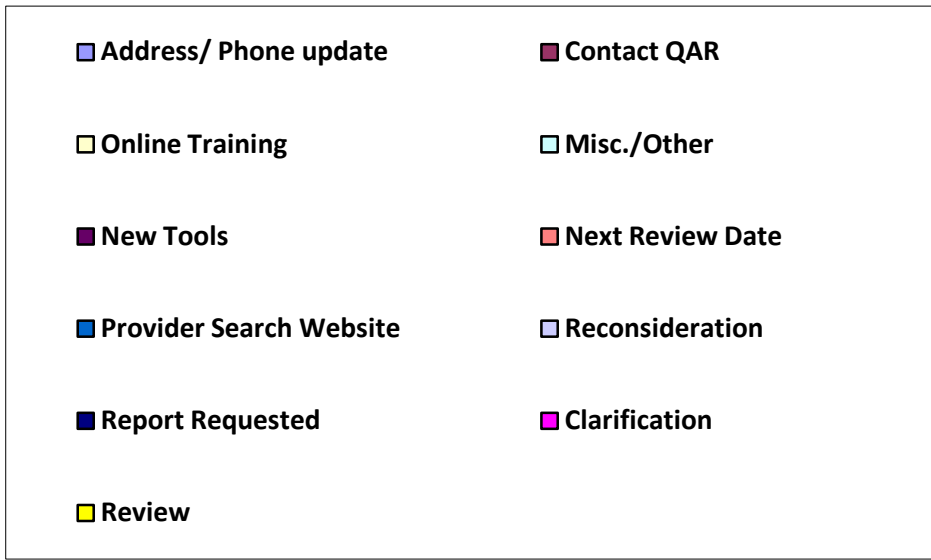 Address/ Phone update
Contact QAR
Online Training
Misc./Other
New Tools
Next Review Date
Provider Search Website
Reconsideration
Report Requested
Clarification
Review